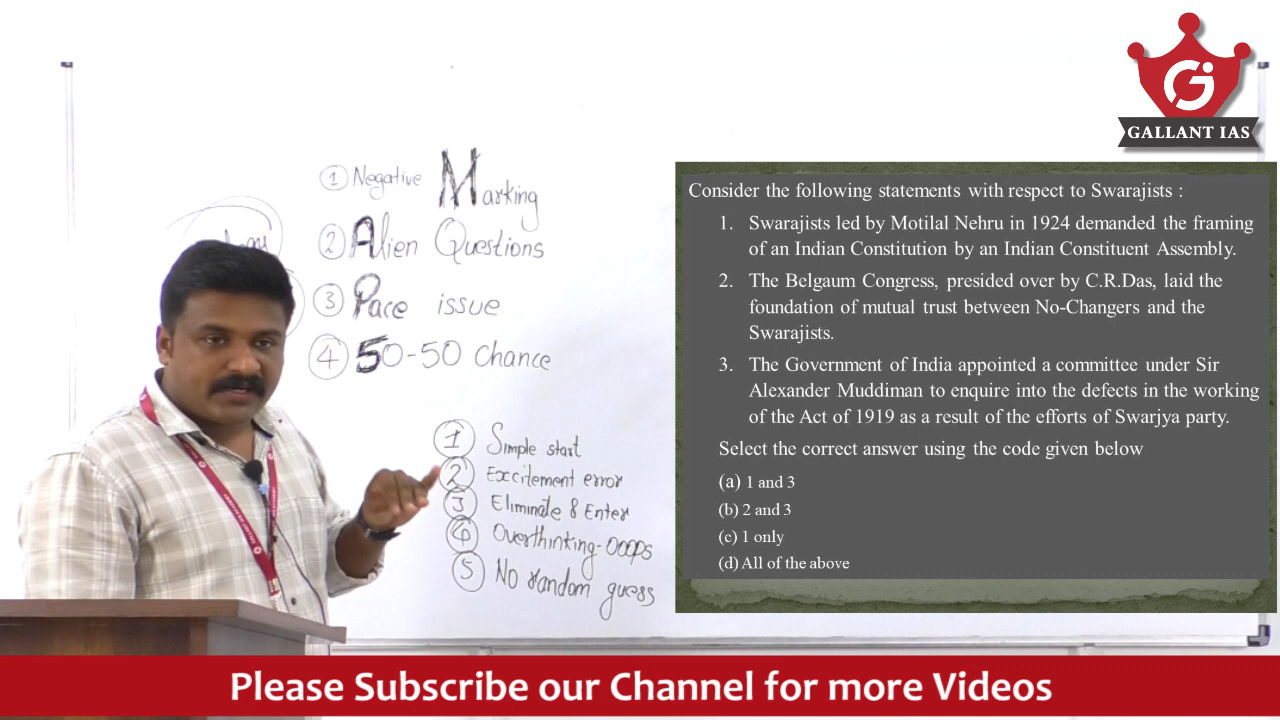 GALLANT IAS
① Negative Marking
② Alien Questions
③ Pace issue
④ 50-50 Chance
① Simple start
② Exccitement error
③ Eliminate & Enter
④ Overthinking-OOOPS
⑤ No random guess
Consider the following statements with respect to Swarajists :
1. Swarajists led by Motilal Nehru in 1924 demanded the framing
of an Indian Constitution by an Indian Constituent Assembly.
2. The Belgaum Congress, presided over by C.R.Das, laid the
foundation of mutual trust between No-Changers and the
Swarajists.
3. The Government of India appointed a committee under Sir
Alexander Muddiman to enquire into the defects in the working
of the Act of 1919 as a result of the efforts of Swarjya party.
Select the correct answer using the code given below
(a) 1 and 3
(b) 2 and 3
(c) 1 only
(d) All of the above
Please Subscribe our Channel for more Videos